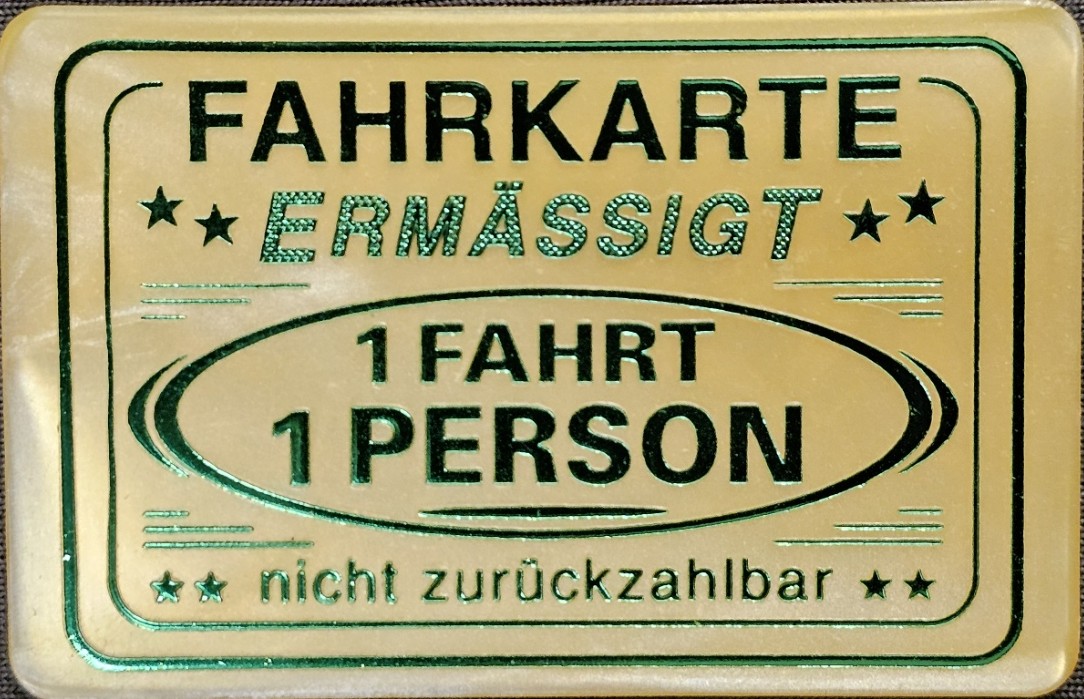 FAHRKARTE
ERMÄSSIGT
1 FAHRT
1 PERSON
nicht zurückzahlbar